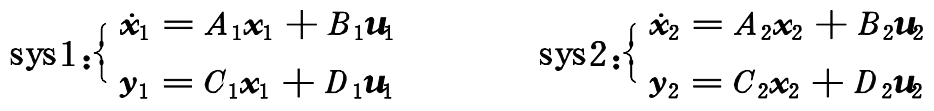 sys1:{ ẋ₁ = A₁x₁ + B₁u₁
y₁ = C₁x₁ + D₁u₁
sys2:{ ẋ₂ = A₂x₂ + B₂u₂
y₂ = C₂x₂ + D₂u₂